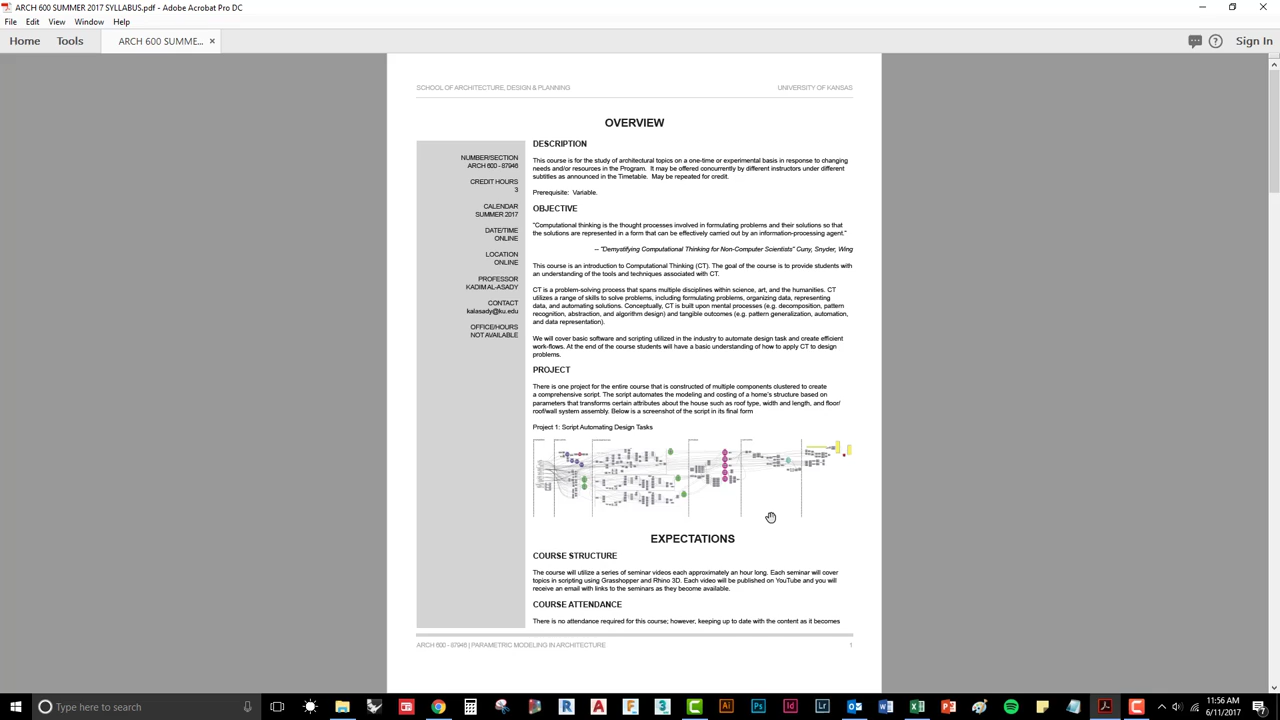 ARCH 600 SUMMER 2017 SYLLABUS.pdf - Adobe Acrobat Pro DC
File Edit View Window Help
Home Tools ARCH 600 SUMME... × Sign In
SCHOOL OF ARCHITECTURE, DESIGN & PLANNING UNIVERSITY OF KANSAS
OVERVIEW
NUMBER/SECTION
ARCH 600 - 87946
CREDIT HOURS
3
CALENDAR
SUMMER 2017
DATE/TIME
ONLINE
LOCATION
ONLINE
PROFESSOR
KADIM AL-ASADY
CONTACT
kalasady@ku.edu
OFFICE/HOURS
NOT AVAILABLE
DESCRIPTION
This course is for the study of architectural topics on a one-time or experimental basis in response to changing
needs and/or resources in the Program. It may be offered concurrently by different instructors under different
subtitles as announced in the Timetable. May be repeated for credit.
Prerequisite: Variable.
OBJECTIVE
"Computational thinking is the thought processes involved in formulating problems and their solutions so that
the solutions are represented in a form that can be effectively carried out by an information-processing agent."
– "Demystifying Computational Thinking for Non-Computer Scientists" Cuny, Snyder, Wing
This course is an introduction to Computational Thinking (CT). The goal of the course is to provide students with
an understanding of the tools and techniques associated with CT.
CT is a problem-solving process that spans multiple disciplines within science, art, and the humanities. CT
utilizes a range of skills to solve problems, including formulating problems, organizing data, representing
data, and automating solutions. Conceptually, CT is built upon mental processes (e.g. decomposition, pattern
recognition, abstraction, and algorithm design) and tangible outcomes (e.g. pattern generalization, automation,
and data representation).
We will cover basic software and scripting utilized in the industry to automate design task and create efficient
work-flows. At the end of the course students will have a basic understanding of how to apply CT to design
problems.
PROJECT
There is one project for the entire course that is constructed of multiple components clustered to create
a comprehensive script. The script automates the modeling and costing of a home's structure based on
parameters that transforms certain attributes about the house such as roof type, width and length, and floor/
roof/wall system assembly. Below is a screenshot of the script in its final form
Project 1: Script Automating Design Tasks
EXPECTATIONS
COURSE STRUCTURE
The course will utilize a series of seminar videos each approximately an hour long. Each seminar will cover
topics in scripting using Grasshopper and Rhino 3D. Each video will be published on YouTube and you will
receive an email with links to the seminars as they become available.
COURSE ATTENDANCE
There is no attendance required for this course; however, keeping up to date with the content as it becomes
ARCH 600 - 87946 | PARAMETRIC MODELING IN ARCHITECTURE 1
Type here to search
11:56 AM
6/11/2017